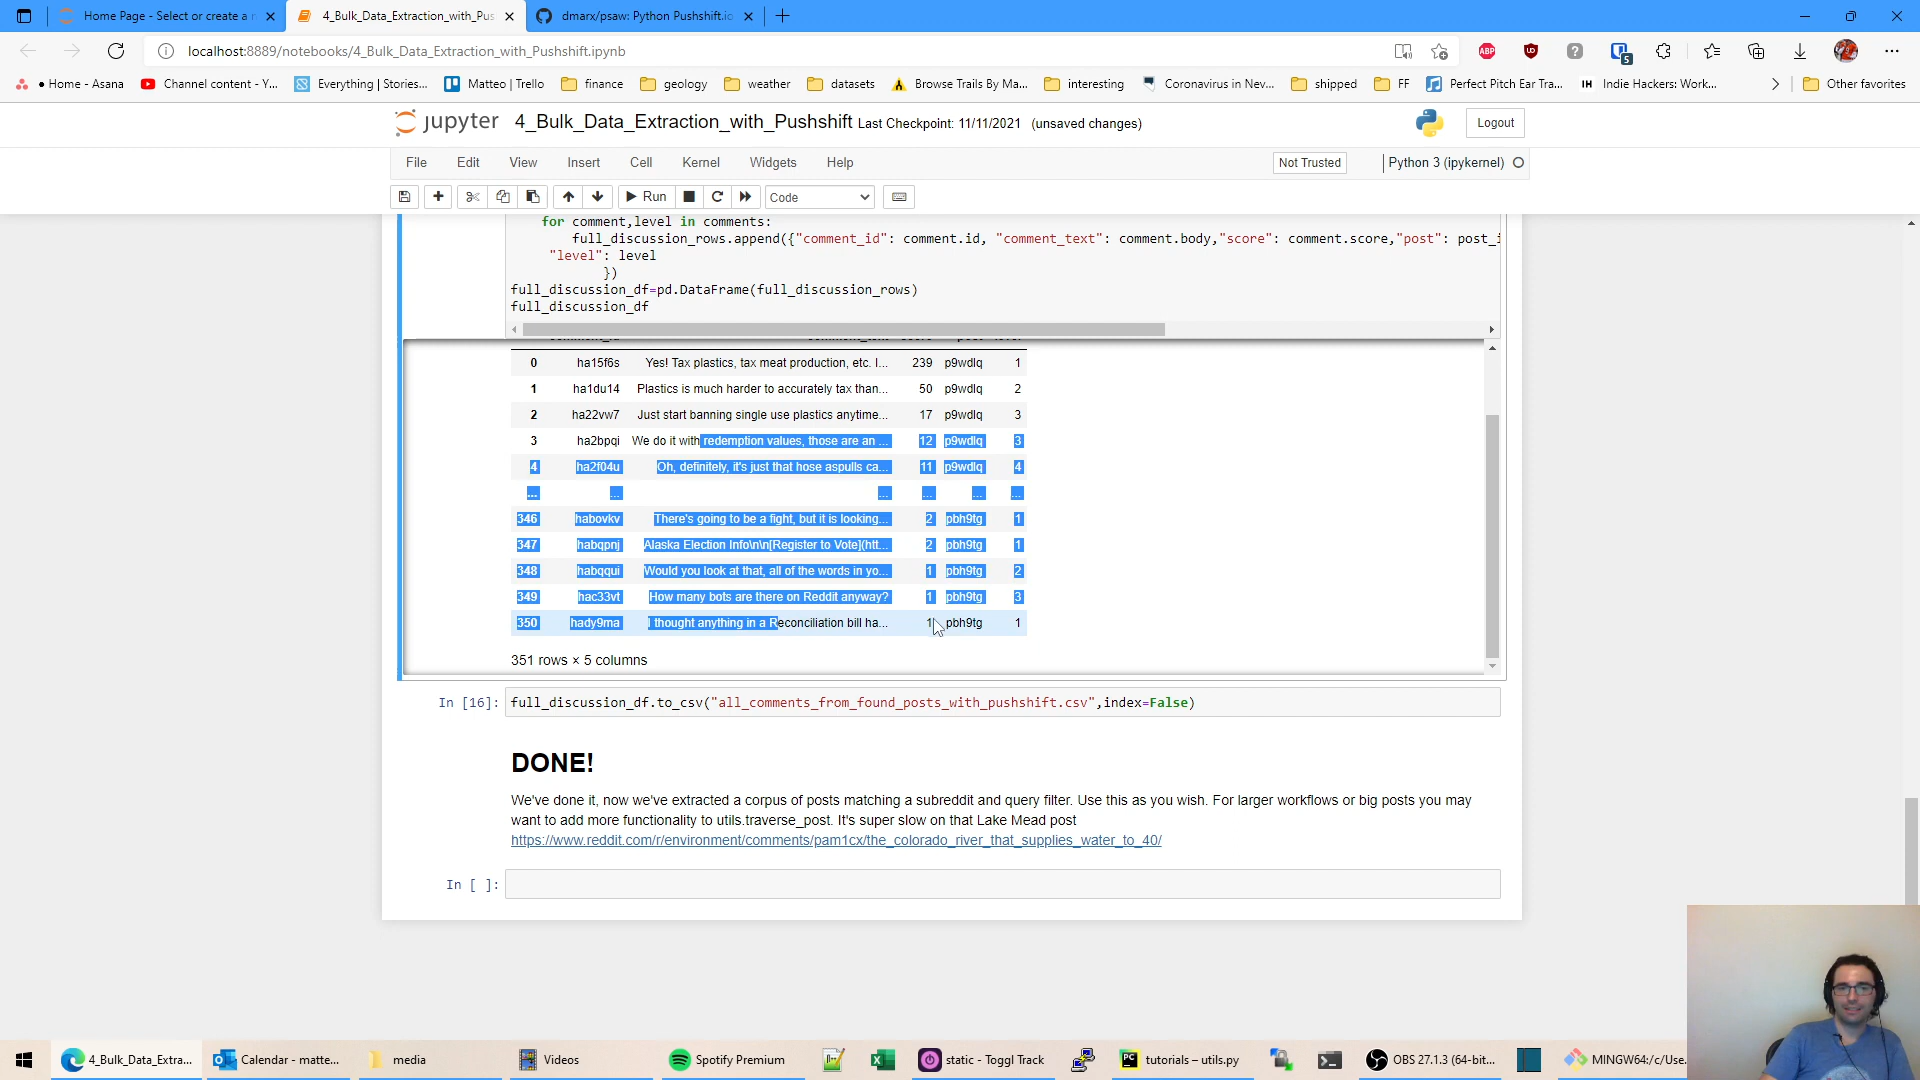 Home Page - Select or create a n
4_Bulk_Data_Extraction_with_Pus
dmarx/psaw: Python Pushshift.io
localhost:8889/notebooks/4_Bulk_Data_Extraction_with_Pushshift.ipynb
ABP
5
• Home - Asana
Channel content - Y...
Everything | Stories...
Matteo | Trello
finance
geology
weather
datasets
Browse Trails By Ma...
interesting
Coronavirus in Nev...
shipped
FF
Perfect Pitch Ear Tra...
IH Indie Hackers: Work...
Other favorites
jupyter 4_Bulk_Data_Extraction_with_Pushshift Last Checkpoint: 11/11/2021 (unsaved changes)
Logout
File Edit View Insert Cell Kernel Widgets Help
Not Trusted
Python 3 (ipykernel)
Run
Code
for comment,level in comments:
full_discussion_rows.append({"comment_id": comment.id, "comment_text": comment.body,"score": comment.score,"post": post_i
"level": level
})
full_discussion_df=pd.DataFrame(full_discussion_rows)
full_discussion_df
0 ha15f6s Yes! Tax plastics, tax meat production, etc. I... 239 p9wdlq 1
1 ha1du14 Plastics is much harder to accurately tax than... 50 p9wdlq 2
2 ha22vw7 Just start banning single use plastics anytime... 17 p9wdlq 3
3 ha2bpqi We do it with redemption values, those are an ... 12 p9wdlq 3
4 ha2f04u Oh, definitely, it's just that hose aspulls ca... 11 p9wdlq 4
... ... ... ... ... ...
346 habovkv There's going to be a fight, but it is looking... 2 pbh9tg 1
347 habqpnj Alaska Election Info\n\n[Register to Vote](htt... 2 pbh9tg 1
348 habqqui Would you look at that, all of the words in yo... 1 pbh9tg 2
349 hac33vt How many bots are there on Reddit anyway? 1 pbh9tg 3
350 hady9ma I thought anything in a Reconciliation bill ha... 1 pbh9tg 1
351 rows × 5 columns
In [16]: full_discussion_df.to_csv("all_comments_from_found_posts_with_pushshift.csv",index=False)
DONE!
We've done it, now we've extracted a corpus of posts matching a subreddit and query filter. Use this as you wish. For larger workflows or big posts you may
want to add more functionality to utils.traverse_post. It's super slow on that Lake Mead post
https://www.reddit.com/r/environment/comments/pam1cx/the_colorado_river_that_supplies_water_to_40/
In [ ]:
4_Bulk_Data_Extra...
Calendar - matte...
media
Videos
Spotify Premium
static - Toggl Track
tutorials – utils.py
OBS 27.1.3 (64-bit...
MINGW64:/c/Use...